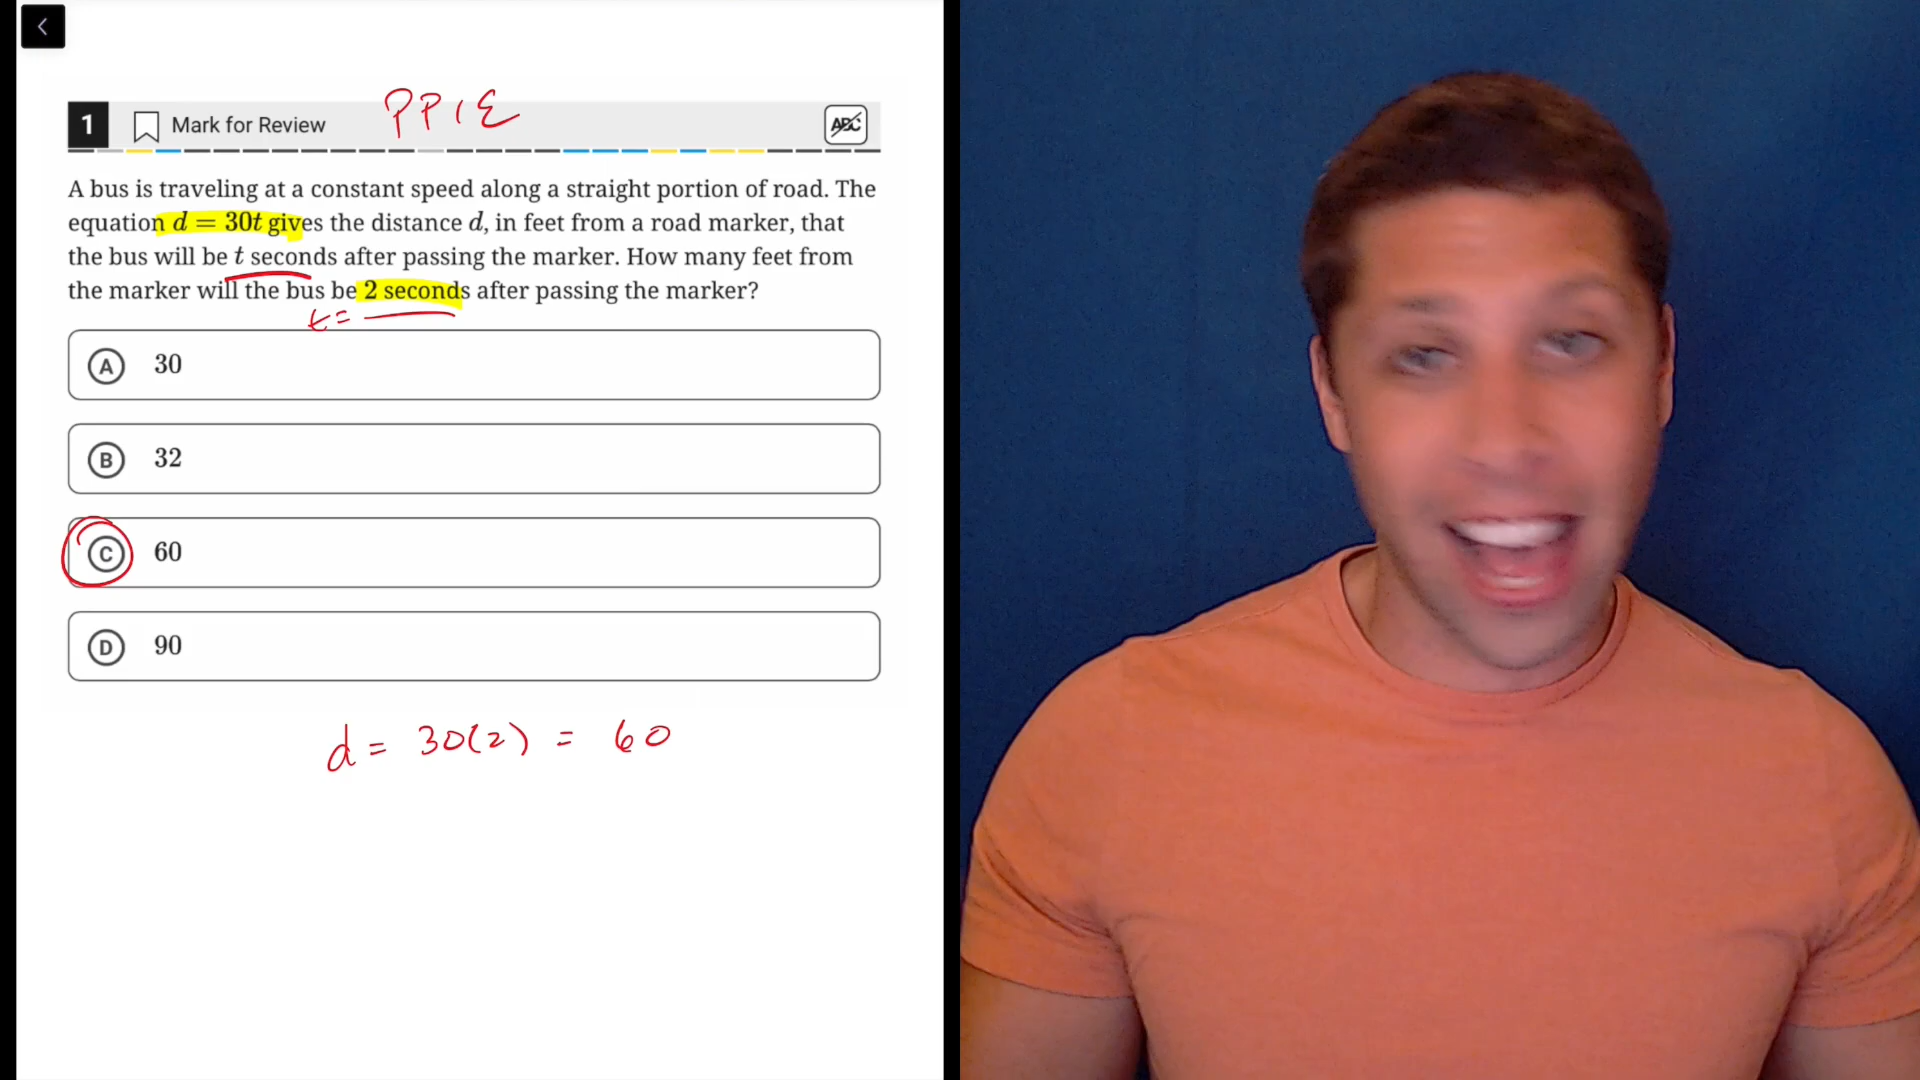 PPIE
1 Mark for Review ABC
A bus is traveling at a constant speed along a straight portion of road. The
equation d = 30t gives the distance d, in feet from a road marker, that
the bus will be t seconds after passing the marker. How many feet from
the marker will the bus be 2 seconds after passing the marker?
t =
A 30
B 32
C 60
D 90
d = 30(2) = 60